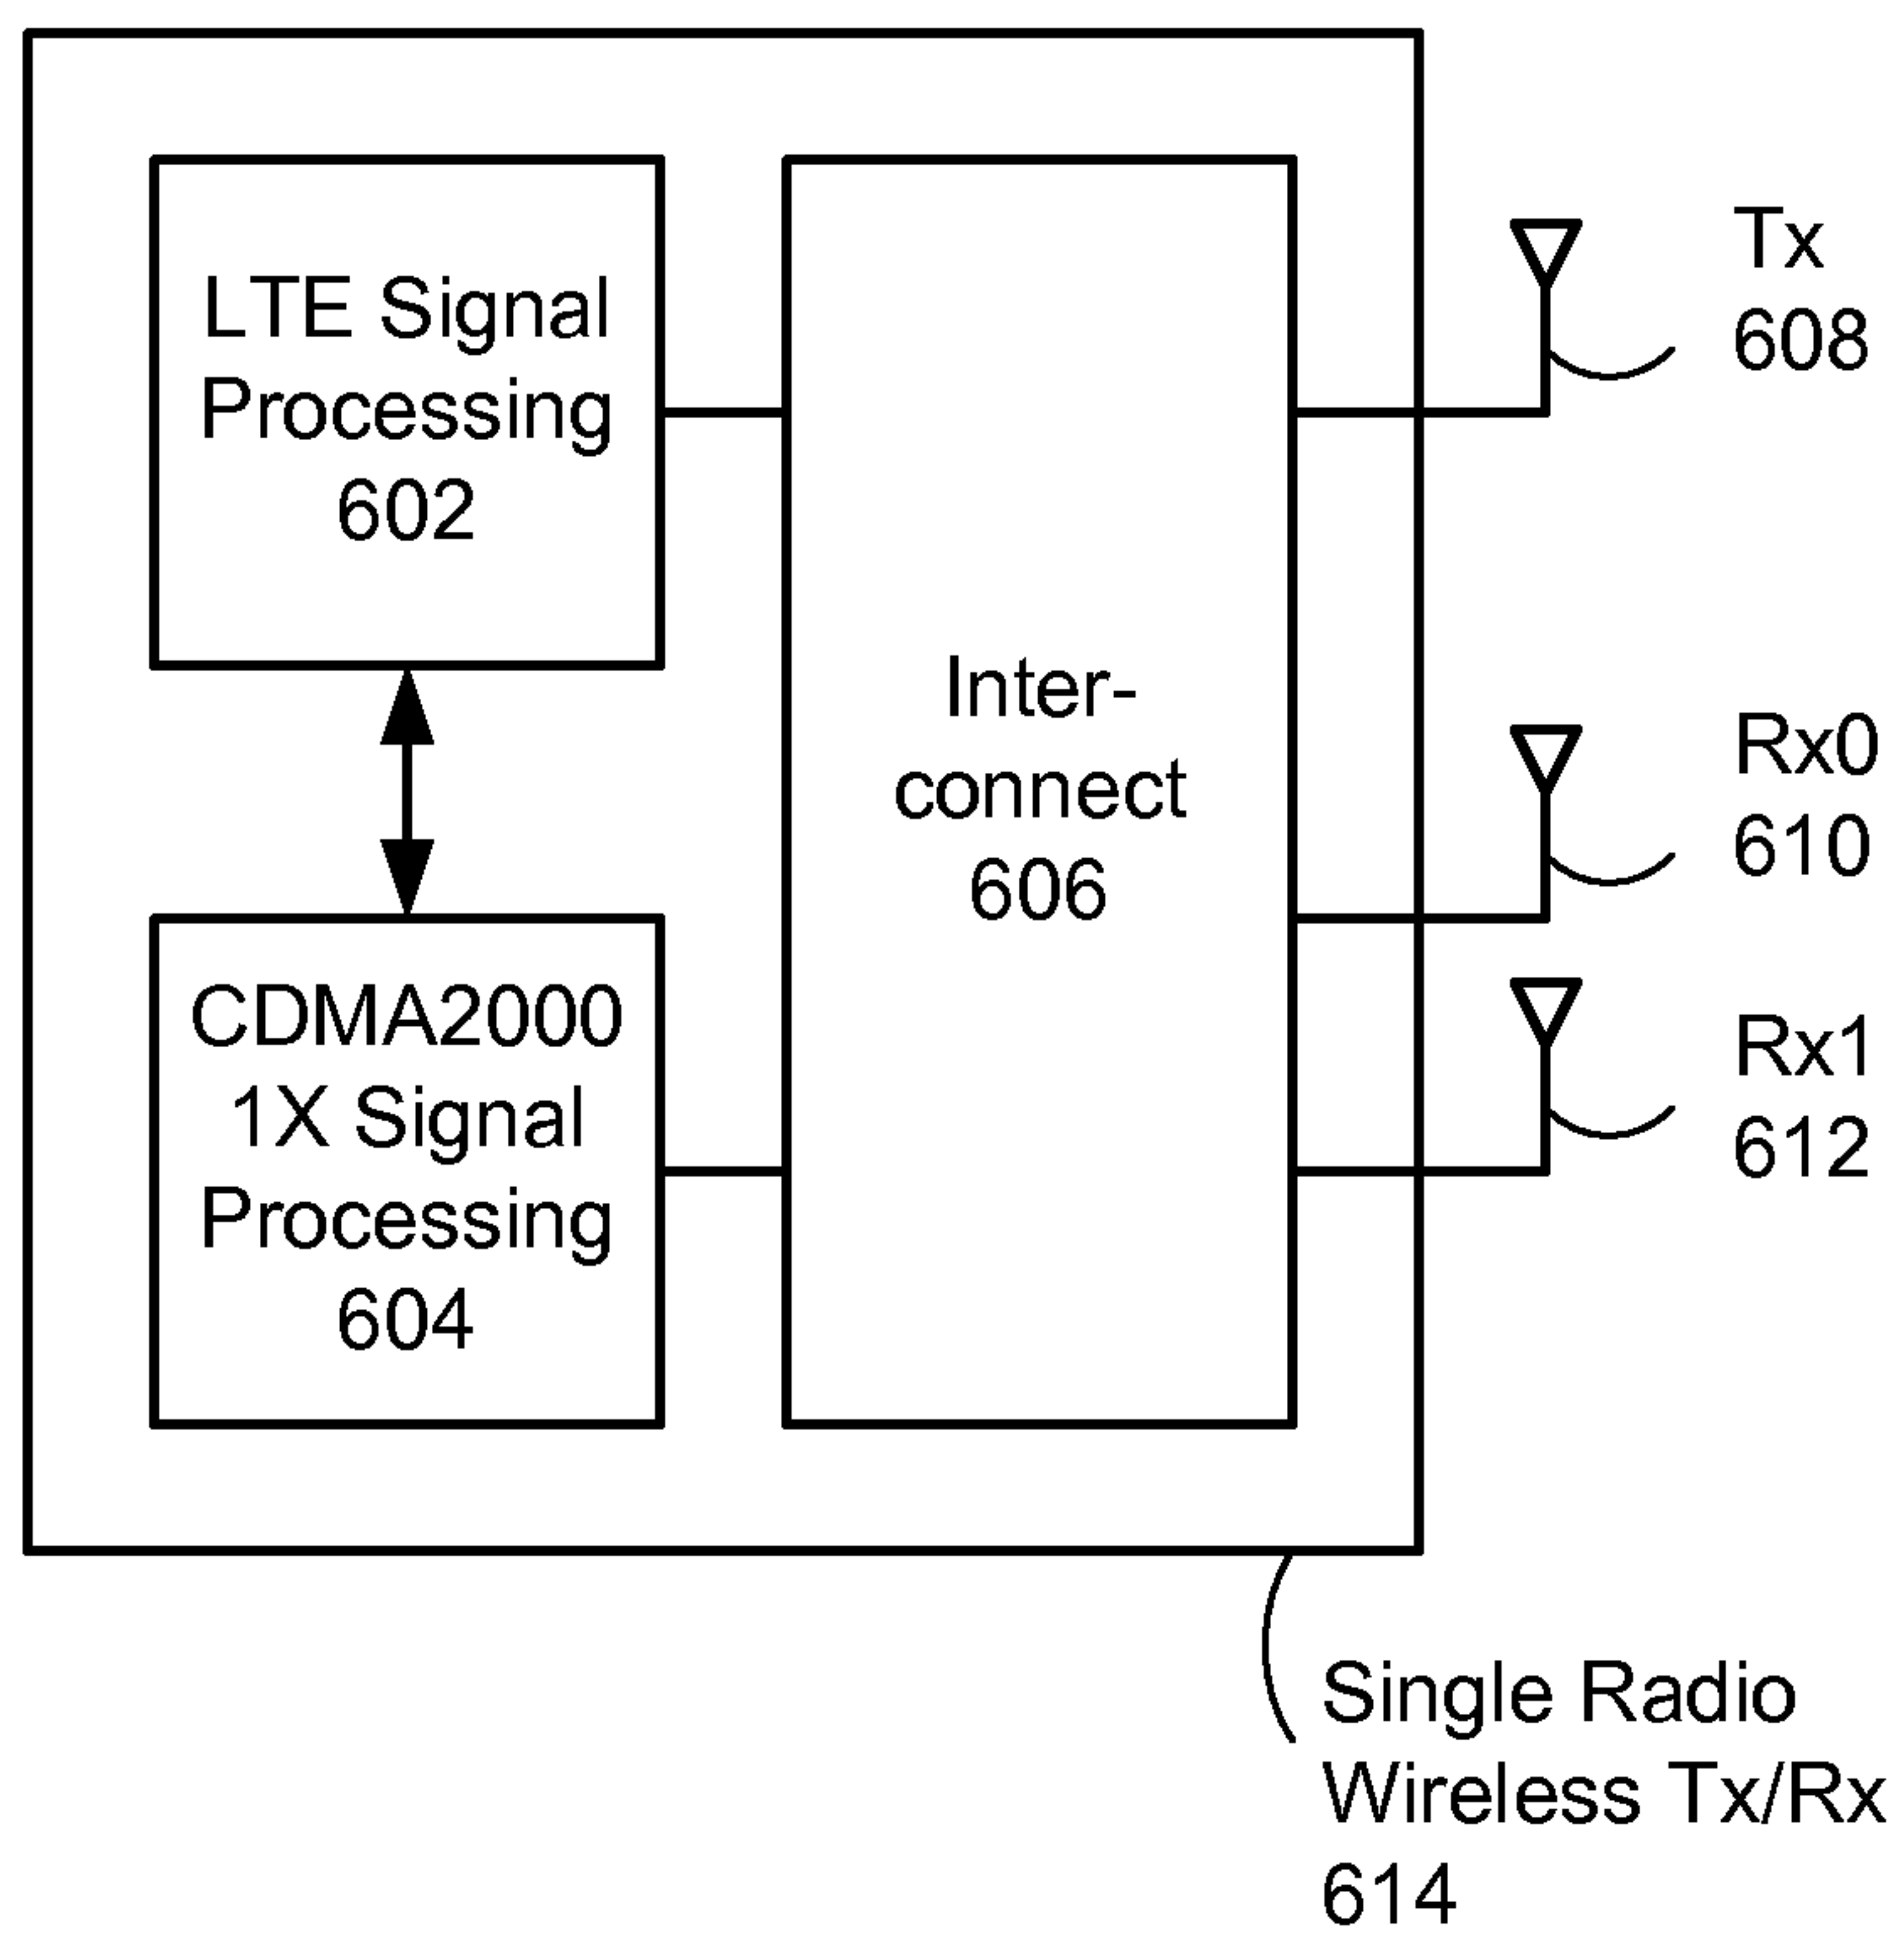 LTE Signal
Processing
602
CDMA2000
1X Signal
Processing
604
Inter-
connect
606
Tx
608
Rx0
610
Rx1
612
Single Radio
Wireless Tx/Rx
614